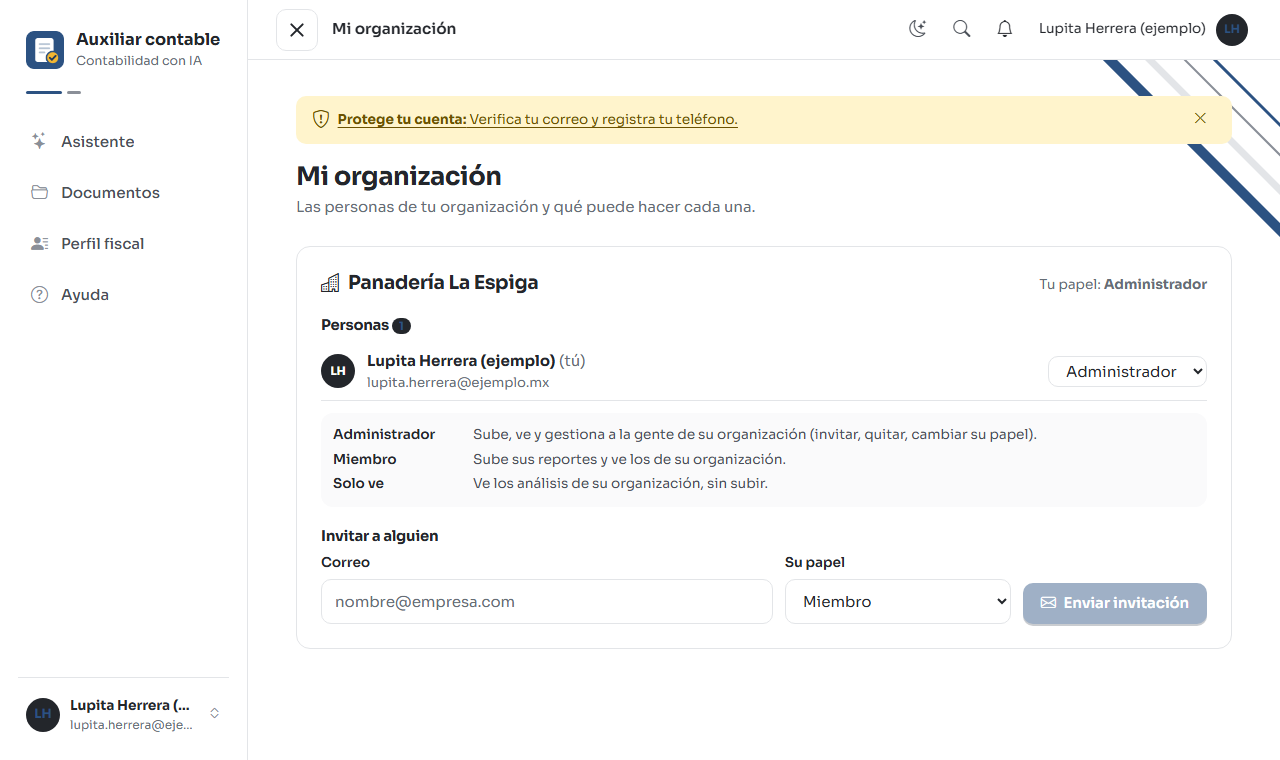 Auxiliar contable
Contabilidad con IA
Asistente
Documentos
Perfil fiscal
Ayuda
Lupita Herrera (...
lupita.herrera@eje...
LH
Mi organización
Lupita Herrera (ejemplo)
LH
Protege tu cuenta: Verifica tu correo y registra tu teléfono.
Mi organización
Las personas de tu organización y qué puede hacer cada una.
Panadería La Espiga
Tu papel: Administrador
Personas 1
LH
Lupita Herrera (ejemplo) (tú)
lupita.herrera@ejemplo.mx
Administrador
Administrador Sube, ve y gestiona a la gente de su organización (invitar, quitar, cambiar su papel).
Miembro Sube sus reportes y ve los de su organización.
Solo ve Ve los análisis de su organización, sin subir.
Invitar a alguien
Correo
Su papel
nombre@empresa.com
Miembro
Enviar invitación